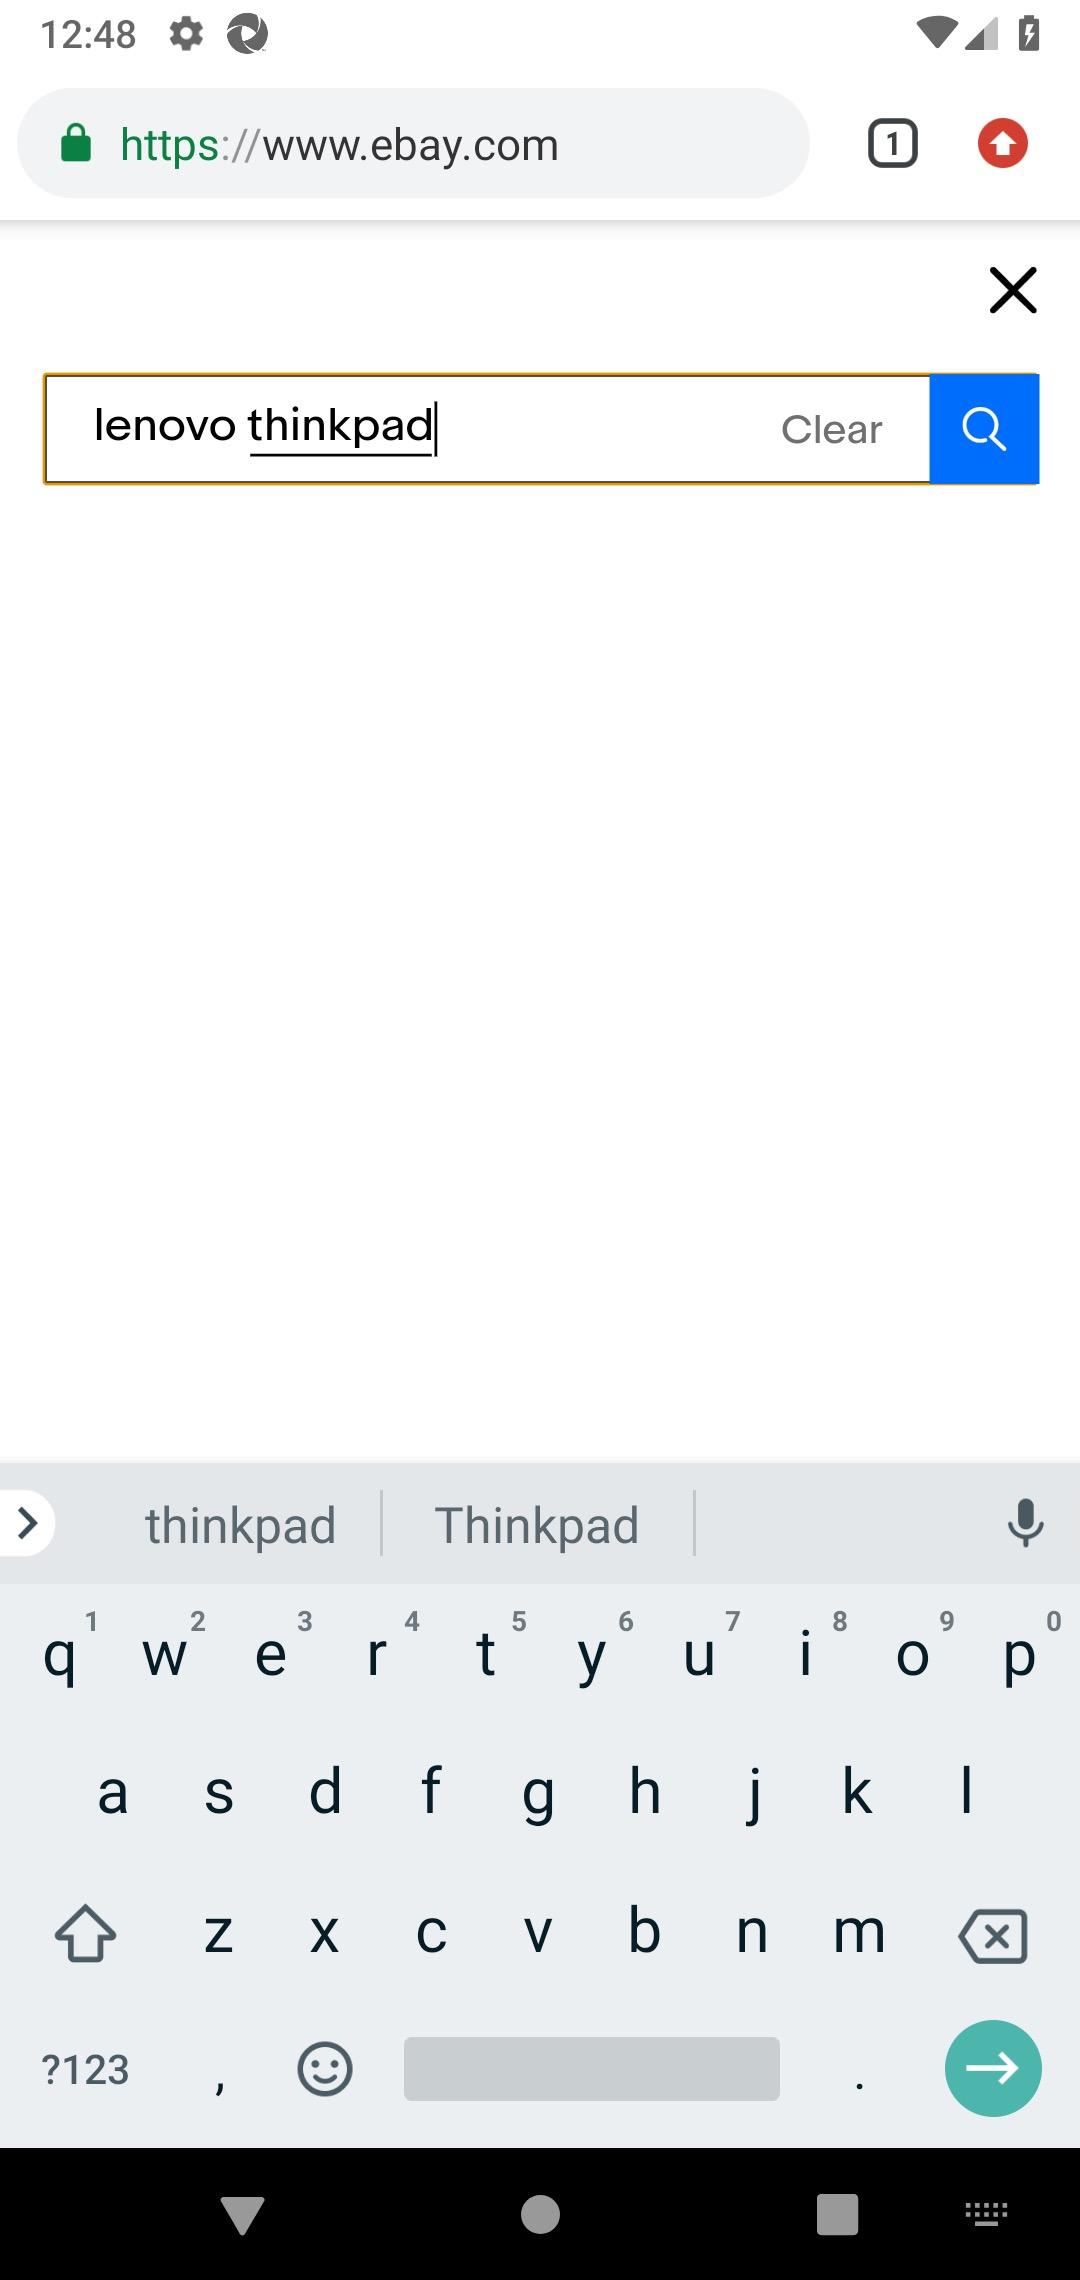 12:48
https://www.ebay.com
1
lenovo thinkpad
Clear
thinkpad
Thinkpad
1 2 3 4 5 6 7 8 9 0
q w e r t y u i o p
a s d f g h j k l
z x c v b n m
?123 , .